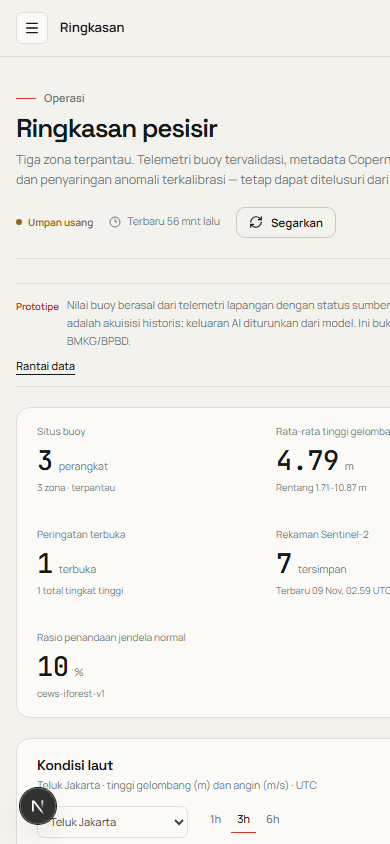 Ringkasan
Operasi
Ringkasan pesisir
Tiga zona terpantau. Telemetri buoy tervalidasi, metadata Copern
dan penyaringan anomali terkalibrasi — tetap dapat ditelusuri dari
Umpan usang
Terbaru 56 mnt lalu
Segarkan
Prototipe
Nilai buoy berasal dari telemetri lapangan dengan status sumber
adalah akuisisi historis; keluaran AI diturunkan dari model. Ini buk
BMKG/BPBD.
Rantai data
Situs buoy
3 perangkat
3 zona · terpantau
Rata-rata tinggi gelomba
4.79 m
Rentang 1.71–10.87 m
Peringatan terbuka
1 terbuka
1 total tingkat tinggi
Rekaman Sentinel-2
7 tersimpan
Terbaru 09 Nov, 02.59 UTC
Rasio penandaan jendela normal
10 %
cews-iforest-v1
Kondisi laut
Teluk Jakarta · tinggi gelombang (m) dan angin (m/s) · UTC
N
Teluk Jakarta
1h
3h
6h